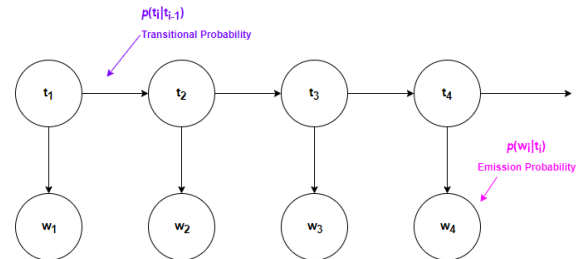 p(tᵢ|tᵢ₋₁)
Transitional Probability
t₁ t₂ t₃ t₄
p(wᵢ|tᵢ)
Emission Probability
w₁ w₂ w₃ w₄